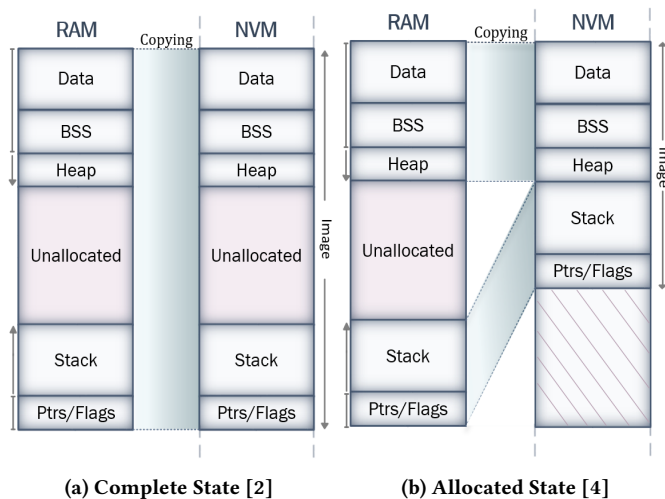 RAM
Copying
NVM
Data
Data
BSS
BSS
Heap
Heap
Unallocated
Unallocated
Image
Stack
Stack
Ptrs/Flags
Ptrs/Flags
(a) Complete State [2]
RAM
Copying
NVM
Data
Data
BSS
BSS
Heap
Heap
Image
Unallocated
Stack
Ptrs/Flags
Stack
Ptrs/Flags
(b) Allocated State [4]